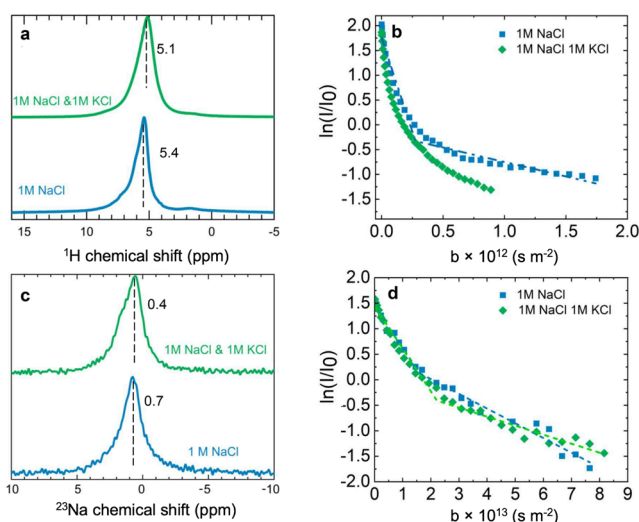 a
5.1
1M NaCl &1M KCl
5.4
1M NaCl
15 10 5 0 -5
¹H chemical shift (ppm)
b
1M NaCl
1M NaCl 1M KCl
ln(I/I0)
2.0
1.5
1.0
0.5
0.0
-0.5
-1.0
-1.5
0.0 0.5 1.0 1.5 2.0
b × 10¹² (s m⁻²)
c
0.4
1M NaCl & 1M KCl
0.7
1 M NaCl
10 5 0 -5 -10
²³Na chemical shift (ppm)
d
1M NaCl
1M NaCl 1M KCl
ln(I/I0)
2.0
1.5
1.0
0.5
0.0
-0.5
-1.0
-1.5
-2.0
0 1 2 3 4 5 6 7 8 9
b × 10¹³ (s m⁻²)